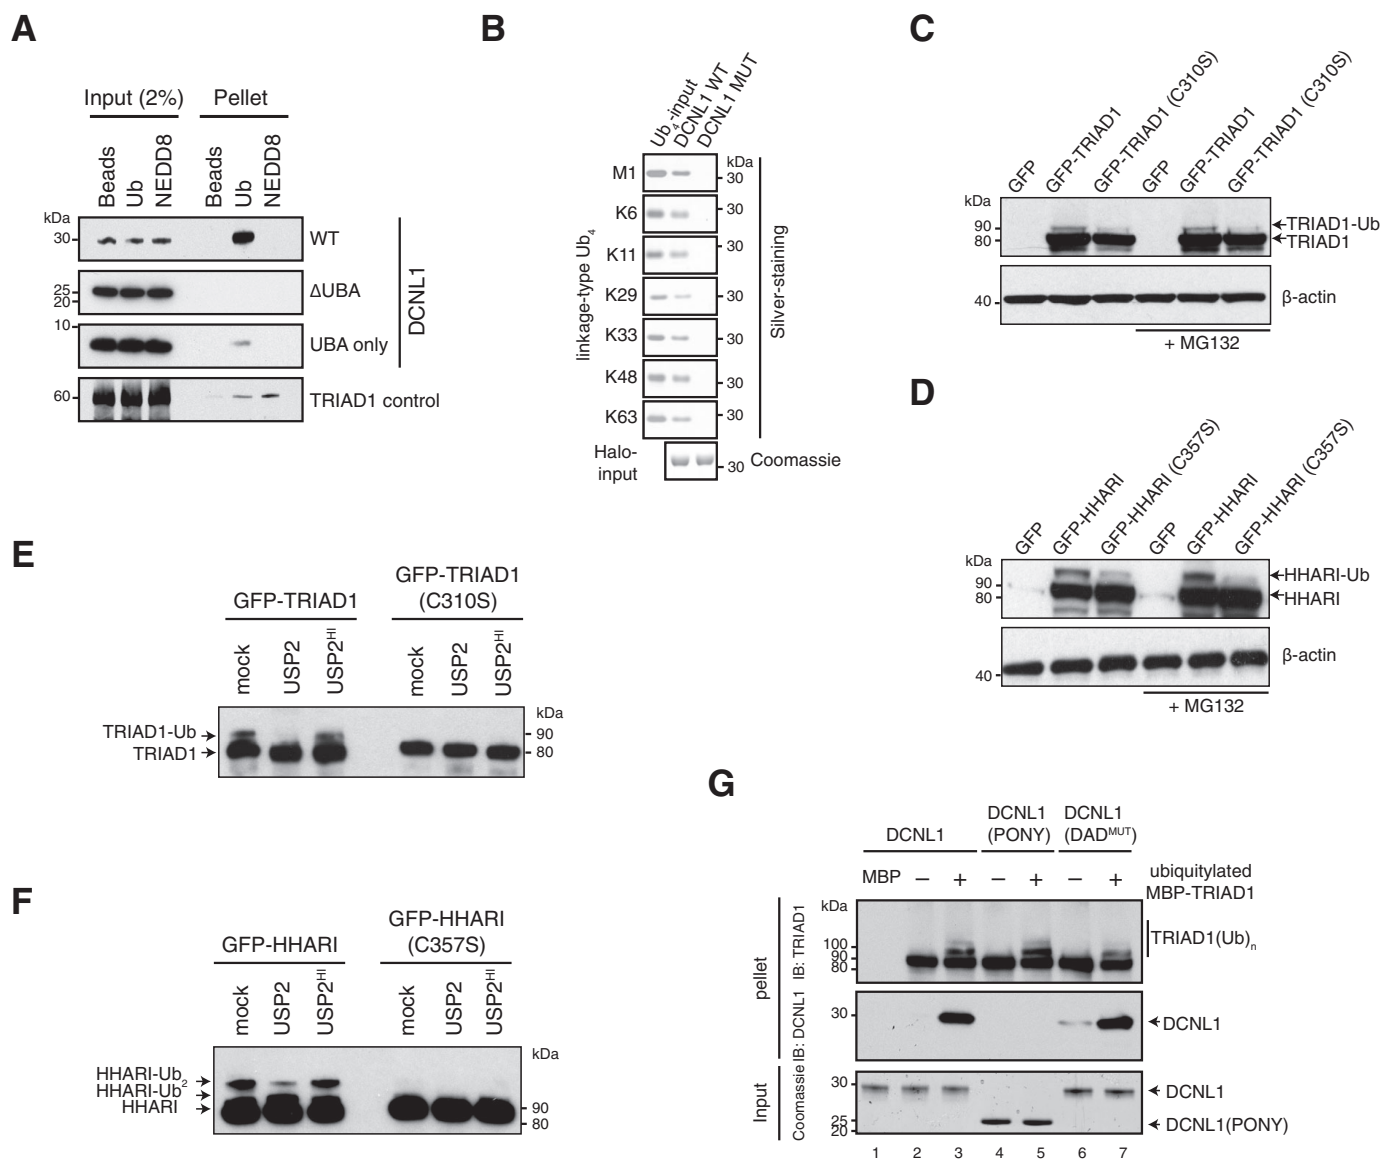 A
Input (2%)
Pellet
Beads
Ub
NEDD8
Beads
Ub
NEDD8
kDa
30
WT
25
20
ΔUBA
10
UBA only
DCNL1
60
TRIAD1 control
B
Ub4-input
DCNL1 WT
DCNL1 MUT
kDa
M1
30
K6
30
K11
30
K29
30
K33
30
K48
30
K63
30
linkage-type Ub4
Silver-staining
Halo-
input
30
Coomassie
C
GFP
GFP-TRIAD1
GFP-TRIAD1 (C310S)
GFP
GFP-TRIAD1
GFP-TRIAD1 (C310S)
kDa
90
80
TRIAD1-Ub
TRIAD1
40
β-actin
+ MG132
D
GFP
GFP-HHARI
GFP-HHARI (C357S)
GFP
GFP-HHARI
GFP-HHARI (C357S)
kDa
90
80
HHARI-Ub
HHARI
40
β-actin
+ MG132
E
GFP-TRIAD1
GFP-TRIAD1
(C310S)
mock
USP2
USP2HI
mock
USP2
USP2HI
kDa
TRIAD1-Ub
TRIAD1
90
80
F
GFP-HHARI
GFP-HHARI
(C357S)
mock
USP2
USP2HI
mock
USP2
USP2HI
kDa
HHARI-Ub2
HHARI-Ub
HHARI
90
80
G
DCNL1
DCNL1
(PONY)
DCNL1
(DADMUT)
MBP
−
+
−
+
−
+
ubiquitylated
MBP-TRIAD1
kDa
100
90
80
TRIAD1(Ub)n
IB: TRIAD1
pellet
30
DCNL1
IB: DCNL1
30
DCNL1
25
20
DCNL1(PONY)
Coomassie
Input
1
2
3
4
5
6
7